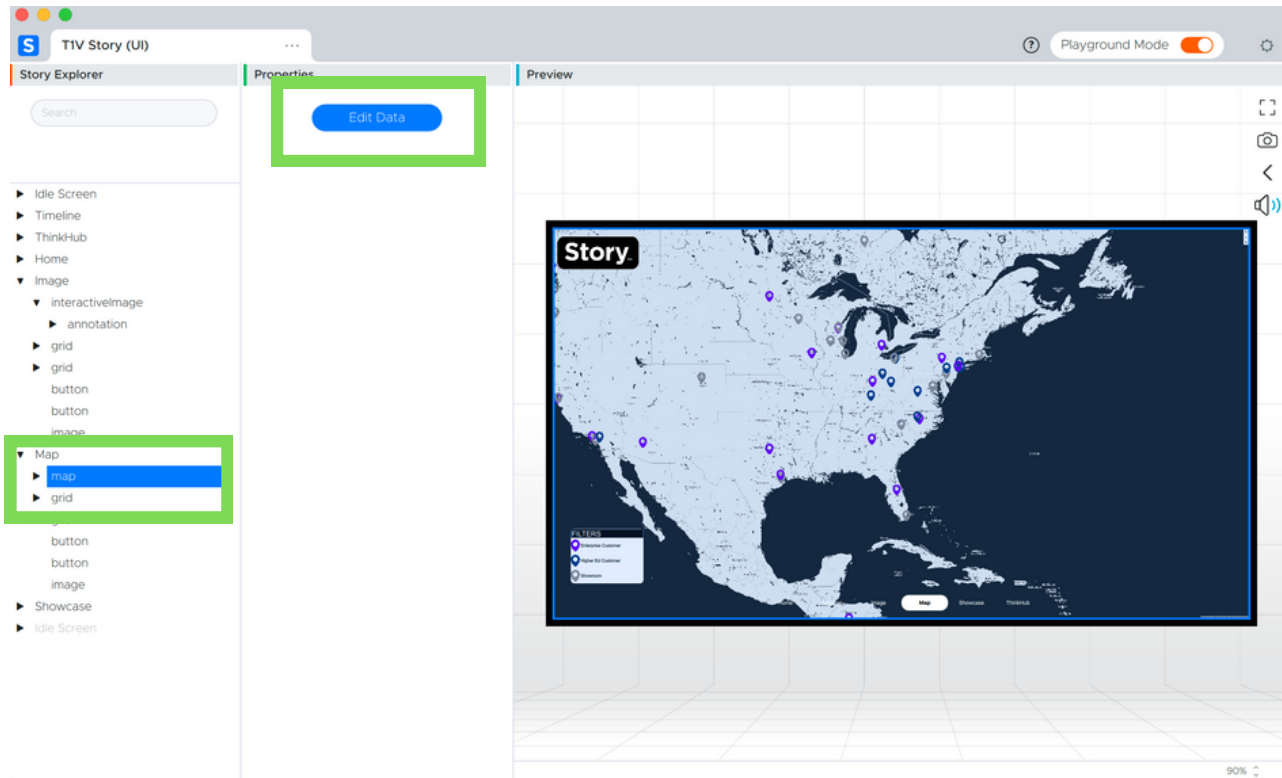 S
T1V Story (UI)
...
?
Playground Mode
Story Explorer
Properties
Preview
Search
Edit Data
Idle Screen
Timeline
ThinkHub
Home
Image
interactiveImage
annotation
grid
grid
button
button
image
Map
map
grid
button
button
image
Showcase
Idle Screen
Story
FILTERS
Enterprise Customer
Higher Ed Customer
Showroom
Image
Map
Showcase
ThinkHub
90%